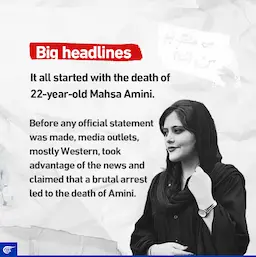 Big headlines
It all started with the death of
22-year-old Mahsa Amini.
Before any official statement
was made, media outlets,
mostly Western, took
advantage of the news and
claimed that a brutal arrest
led to the death of Amini.